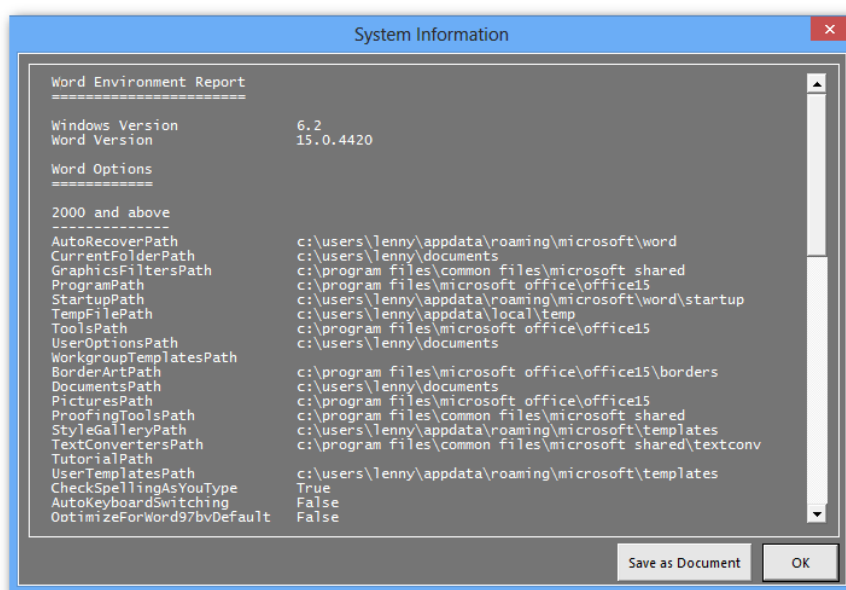 System Information
Word Environment Report
=======================
Windows Version 6.2
Word Version 15.0.4420
Word Options
============
2000 and above
--------------
AutoRecoverPath c:\users\lenny\appdata\roaming\microsoft\word
CurrentFolderPath c:\users\lenny\documents
GraphicsFiltersPath c:\program files\common files\microsoft shared
ProgramPath c:\program files\microsoft office\office15
StartupPath c:\users\lenny\appdata\roaming\microsoft\word\startup
TempFilePath c:\users\lenny\appdata\local\temp
ToolsPath c:\program files\microsoft office\office15
UserOptionsPath c:\users\lenny\documents
WorkgroupTemplatesPath
BorderArtPath c:\program files\microsoft office\office15\borders
DocumentsPath c:\users\lenny\documents
PicturesPath c:\program files\microsoft office\office15
ProofingToolsPath c:\program files\common files\microsoft shared
StyleGalleryPath c:\users\lenny\appdata\roaming\microsoft\templates
TextConvertersPath c:\program files\common files\microsoft shared\textconv
TutorialPath
UserTemplatesPath c:\users\lenny\appdata\roaming\microsoft\templates
CheckSpellingAsYouType True
AutoKeyboardSwitching False
OptimizeForWord97byDefault False
Save as Document OK